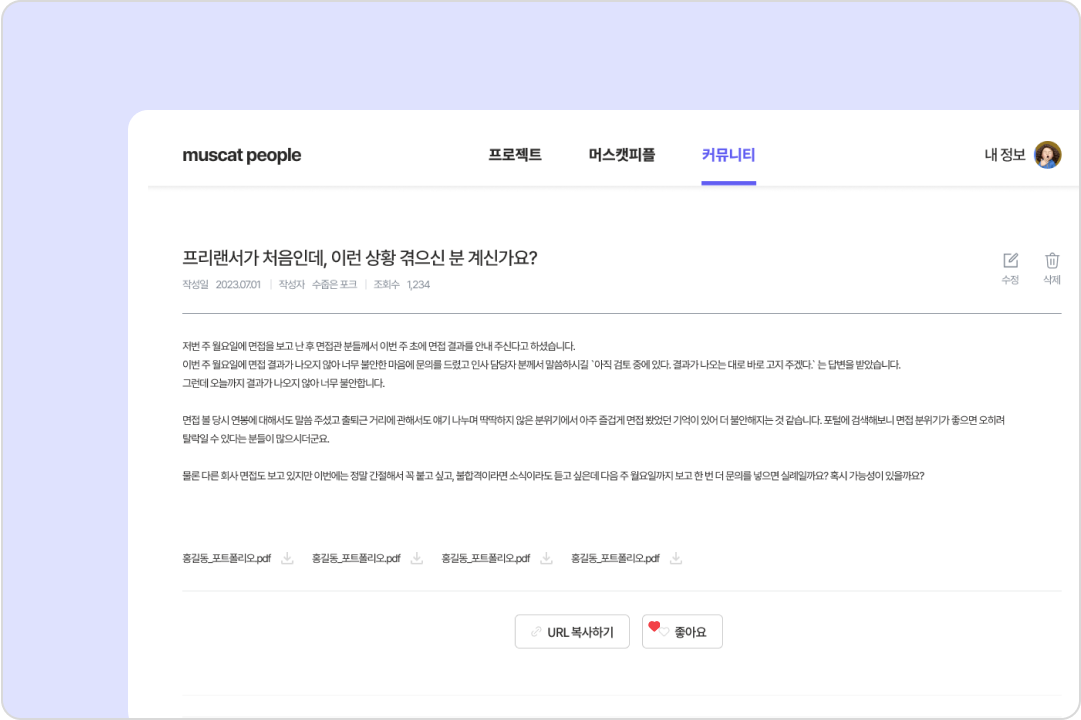 muscat people
프로젝트
머스캣피플
커뮤니티
내 정보
프리랜서가 처음인데, 이런 상황 겪으신 분 계신가요?
수정
삭제
작성일 2023.07.01 | 작성자 수줍은 포크 | 조회수 1,234
저번 주 월요일에 면접을 보고 난 후 면접관 분들께서 이번 주 초에 면접 결과를 안내 주신다고 하셨습니다.
이번 주 월요일에 면접 결과가 나오지 않아 너무 불안한 마음에 문의를 드렸고 인사 담당자 분께서 말씀하시길 `아직 검토 중에 있다. 결과가 나오는 대로 바로 고지 주겠다.` 는 답변을 받았습니다.
그런데 오늘까지 결과가 나오지 않아 너무 불안합니다.
면접 볼 당시 연봉에 대해서도 말씀 주셨고 출퇴근 거리에 관해서도 얘기 나누며 딱딱하지 않은 분위기에서 아주 즐겁게 면접 봤었던 기억이 있어 더 불안해지는 것 같습니다. 포털에 검색해보니 면접 분위기가 좋으면 오히려
탈락일 수 있다는 분들이 많으시더군요.
물론 다른 회사 면접도 보고 있지만 이번에는 정말 간절해서 꼭 붙고 싶고, 불합격이라면 소식이라도 듣고 싶은데 다음 주 월요일까지 보고 한 번 더 문의를 넣으면 실례일까요? 혹시 가능성이 있을까요?
홍길동_포트폴리오.pdf
홍길동_포트폴리오.pdf
홍길동_포트폴리오.pdf
홍길동_포트폴리오.pdf
URL 복사하기
좋아요